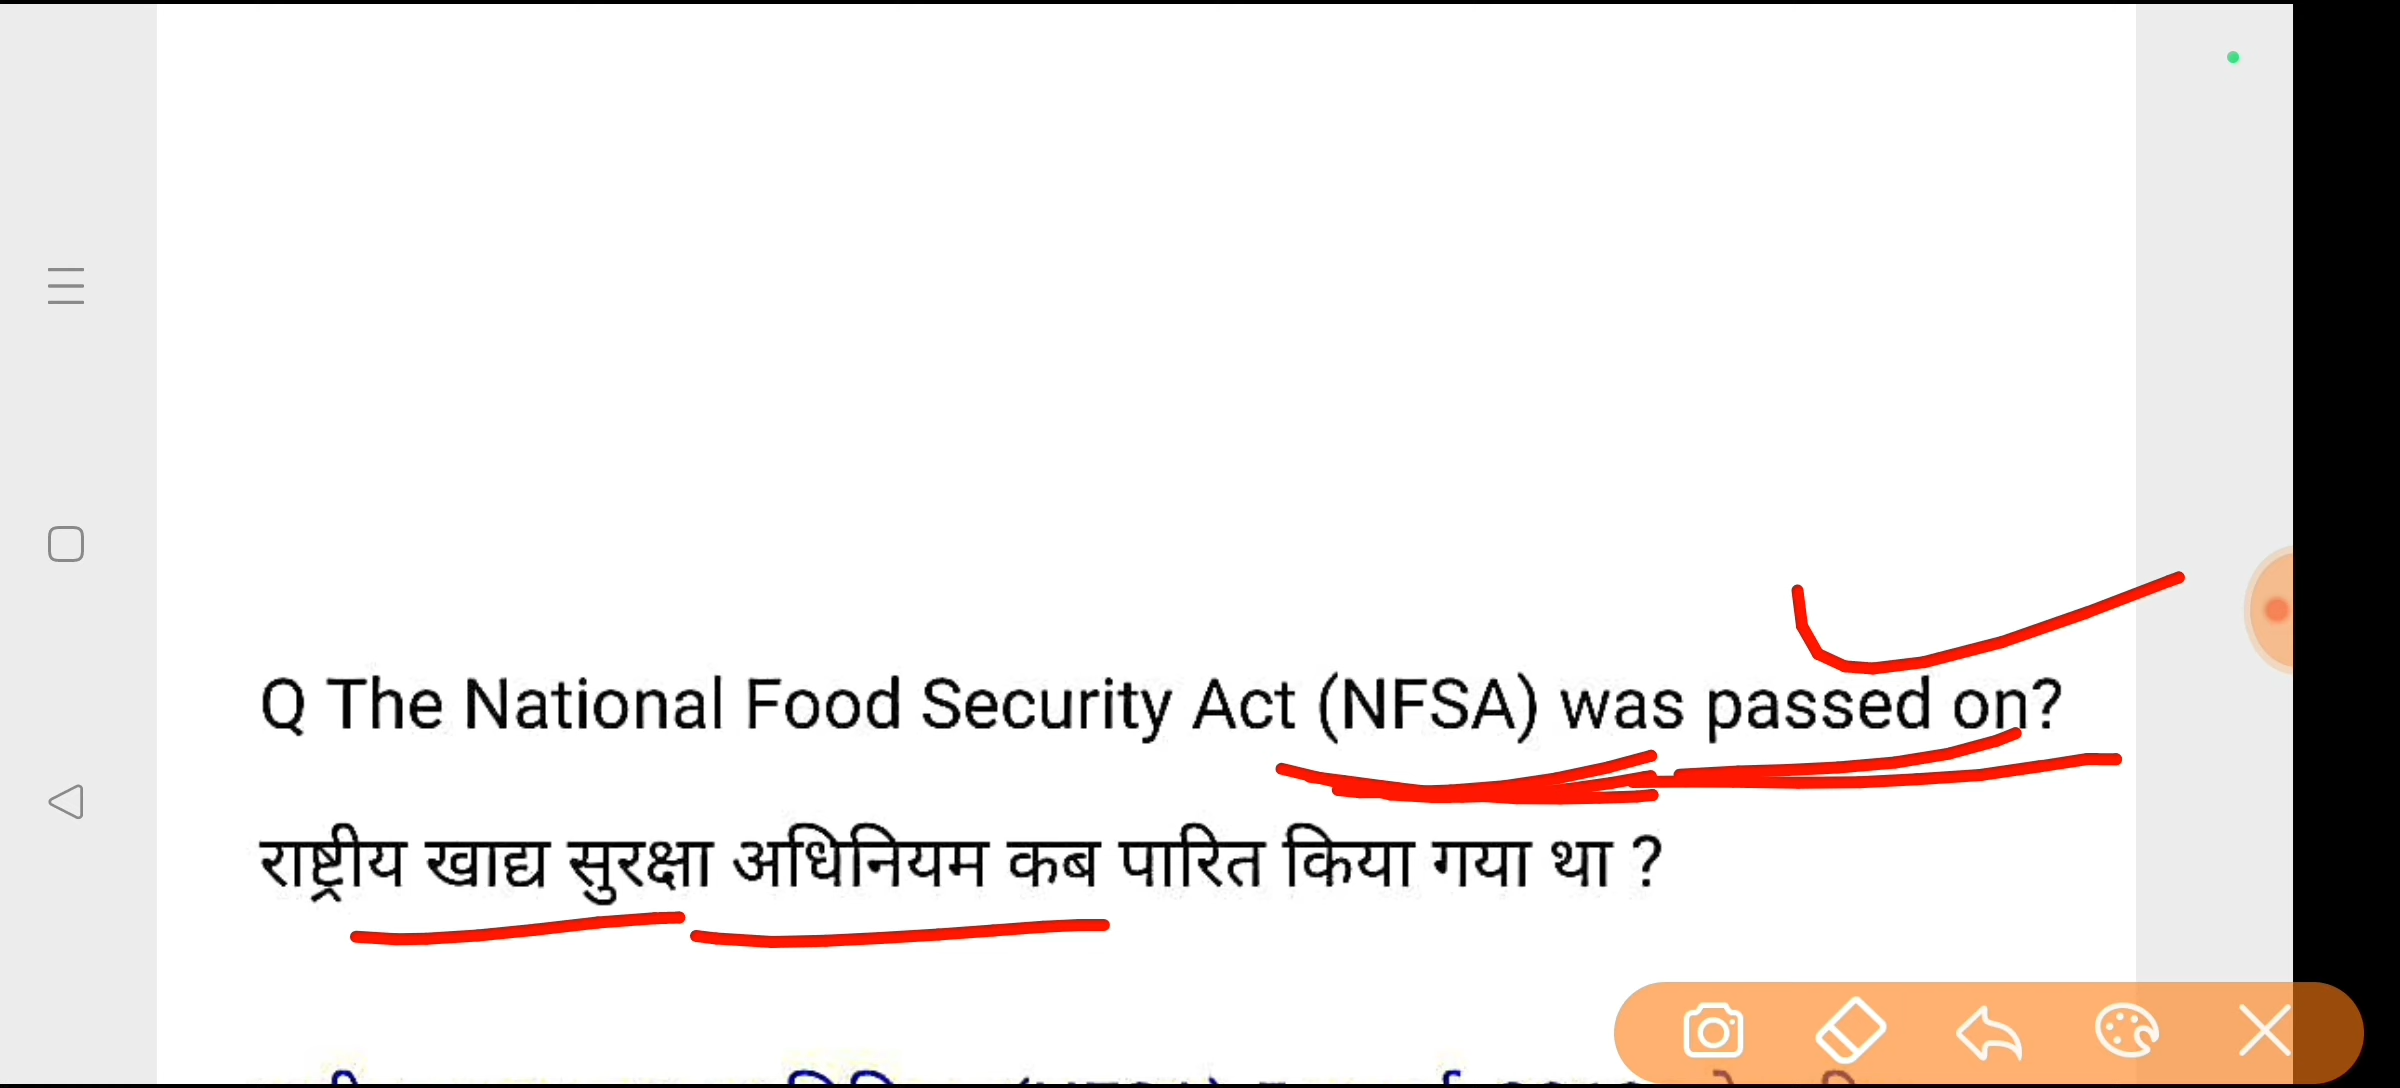 Q The National Food Security Act (NFSA) was passed on?
राष्ट्रीय खाद्य सुरक्षा अधिनियम कब पारित किया गया था ?